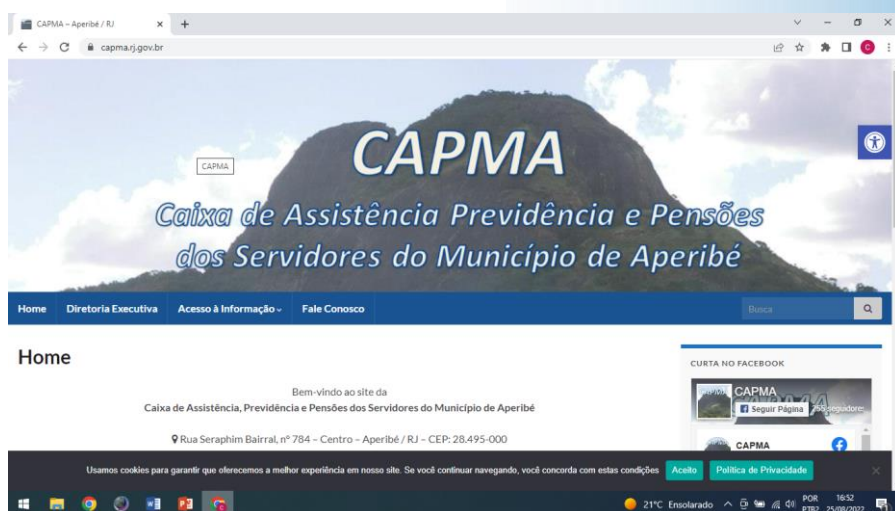 CAPMA – Aperibé / RJ
capma.rj.gov.br
CAPMA
CAPMA
Caixa de Assistência Previdência e Pensões
dos Servidores do Município de Aperibé
Home Diretoria Executiva Acesso à Informação Fale Conosco Busca
Home
CURTA NO FACEBOOK
Bem-vindo ao site da
Caixa de Assistência, Previdência e Pensões dos Servidores do Município de Aperibé
Rua Seraphim Bairral, nº 784 – Centro – Aperibé / RJ – CEP: 28.495-000
CAPMA
Seguir Página seguidores
CAPMA
Usamos cookies para garantir que oferecemos a melhor experiência em nosso site. Se você continuar navegando, você concorda com estas condições Aceito Política de Privacidade
21°C Ensolarado POR 16:52
PTB2 25/08/2022